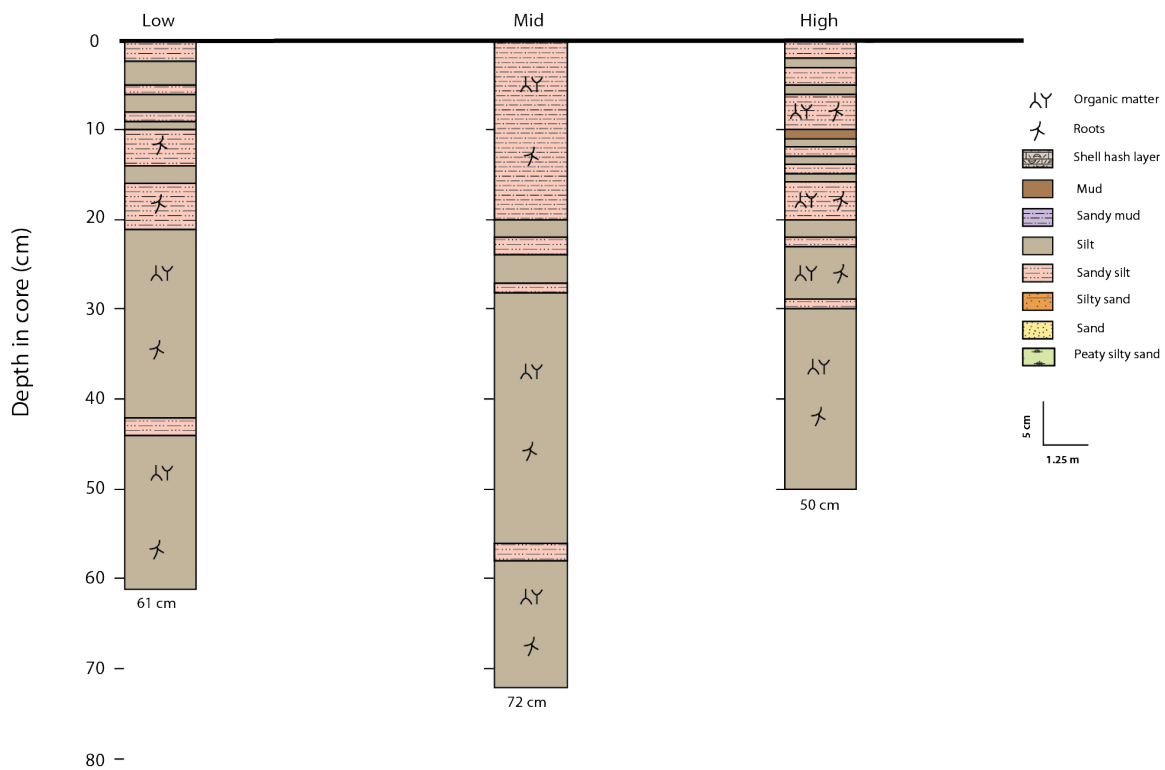 Low Mid High
0
10
20
30
40
50
60
70
80
Depth in core (cm)
61 cm
72 cm
50 cm
Organic matter
Roots
Shell hash layer
Mud
Sandy mud
Silt
Sandy silt
Silty sand
Sand
Peaty silty sand
5 cm
1.25 m